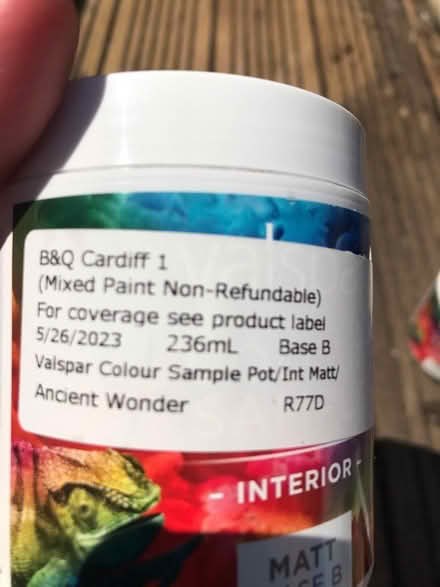 B&Q Cardiff 1
(Mixed Paint Non-Refundable)
For coverage see product label
5/26/2023 236mL Base B
Valspar Colour Sample Pot/Int Matt/
Ancient Wonder R77D
- INTERIOR -
MATT
BASE B